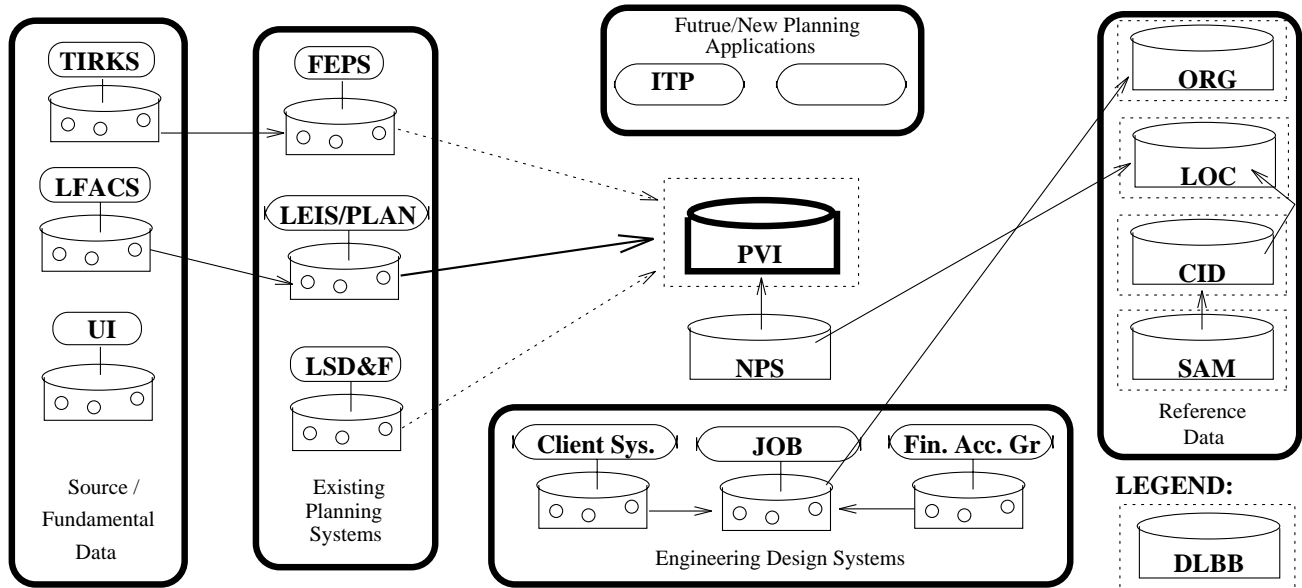 TIRKS
LFACS
UI
Source /
Fundamental
Data
FEPS
LEIS/PLAN
LSD&F
Existing
Planning
Systems
Futrue/New Planning
Applications
ITP
PVI
NPS
Client Sys.
JOB
Fin. Acc. Gr
Engineering Design Systems
ORG
LOC
CID
SAM
Reference
Data
LEGEND:
DLBB